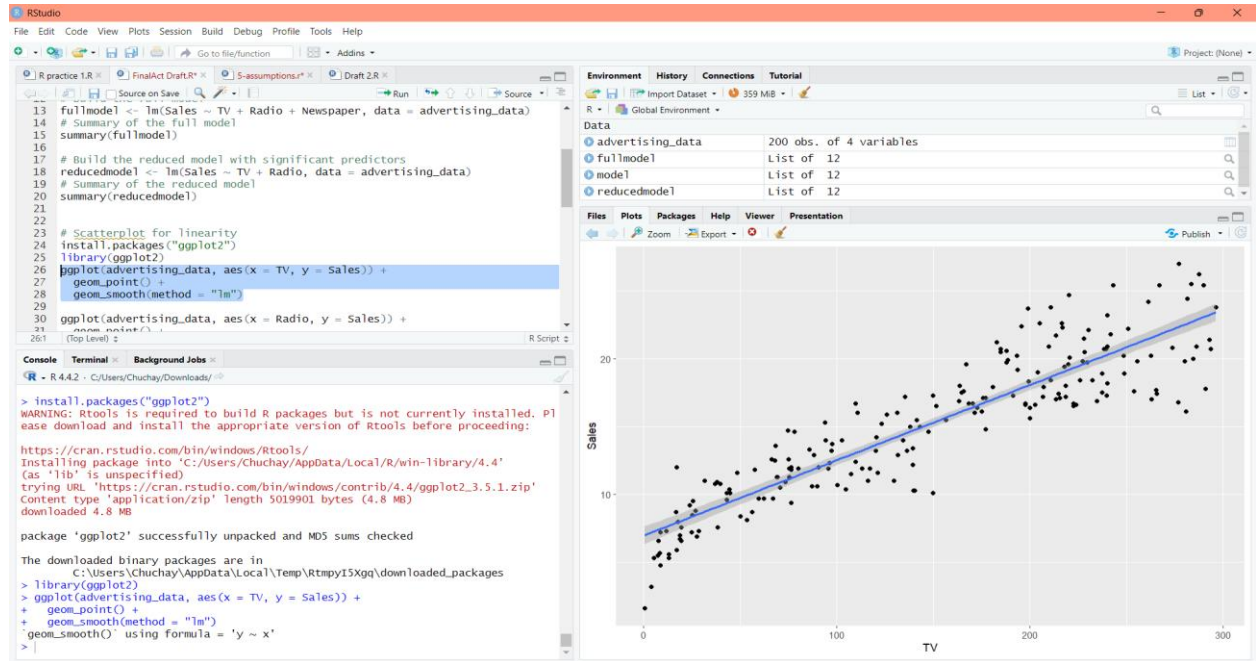 RStudio
File Edit Code View Plots Session Build Debug Profile Tools Help
Go to file/function
Addins
Project: (None)
R practice 1.R
FinalAct Draft.R*
5-assumptions.r*
Draft 2.R
Source on Save
Run
Source
13 fullmodel <- lm(Sales ~ TV + Radio + Newspaper, data = advertising_data)
14 # Summary of the full model
15 summary(fullmodel)
16
17 # Build the reduced model with significant predictors
18 reducedmodel <- lm(Sales ~ TV + Radio, data = advertising_data)
19 # Summary of the reduced model
20 summary(reducedmodel)
21
22
23 # Scatterplot for linearity
24 install.packages("ggplot2")
25 library(ggplot2)
26 ggplot(advertising_data, aes(x = TV, y = Sales)) +
27 geom_point() +
28 geom_smooth(method = "lm")
29
30 ggplot(advertising_data, aes(x = Radio, y = Sales)) +
31 geom_point() +
26:1 (Top Level) R Script
Console Terminal Background Jobs
R - R 4.4.2 · C:/Users/Chuchay/Downloads/
> install.packages("ggplot2")
WARNING: Rtools is required to build R packages but is not currently installed. Pl
ease download and install the appropriate version of Rtools before proceeding:

https://cran.rstudio.com/bin/windows/Rtools/
Installing package into 'C:/Users/Chuchay/AppData/Local/R/win-library/4.4'
(as 'lib' is unspecified)
trying URL 'https://cran.rstudio.com/bin/windows/contrib/4.4/ggplot2_3.5.1.zip'
Content type 'application/zip' length 5019901 bytes (4.8 MB)
downloaded 4.8 MB

package 'ggplot2' successfully unpacked and MD5 sums checked

The downloaded binary packages are in
C:\Users\Chuchay\AppData\Local\Temp\RtmpyI5Xgq\downloaded_packages
> library(ggplot2)
> ggplot(advertising_data, aes(x = TV, y = Sales)) +
+ geom_point() +
+ geom_smooth(method = "lm")
`geom_smooth()` using formula = 'y ~ x'
>
Environment History Connections Tutorial
Import Dataset
359 MiB
List
R
Global Environment
Data
advertising_data 200 obs. of 4 variables
fullmodel List of 12
model List of 12
reducedmodel List of 12
Files Plots Packages Help Viewer Presentation
Zoom
Export
Publish
20
10
Sales
0 100 200 300
TV